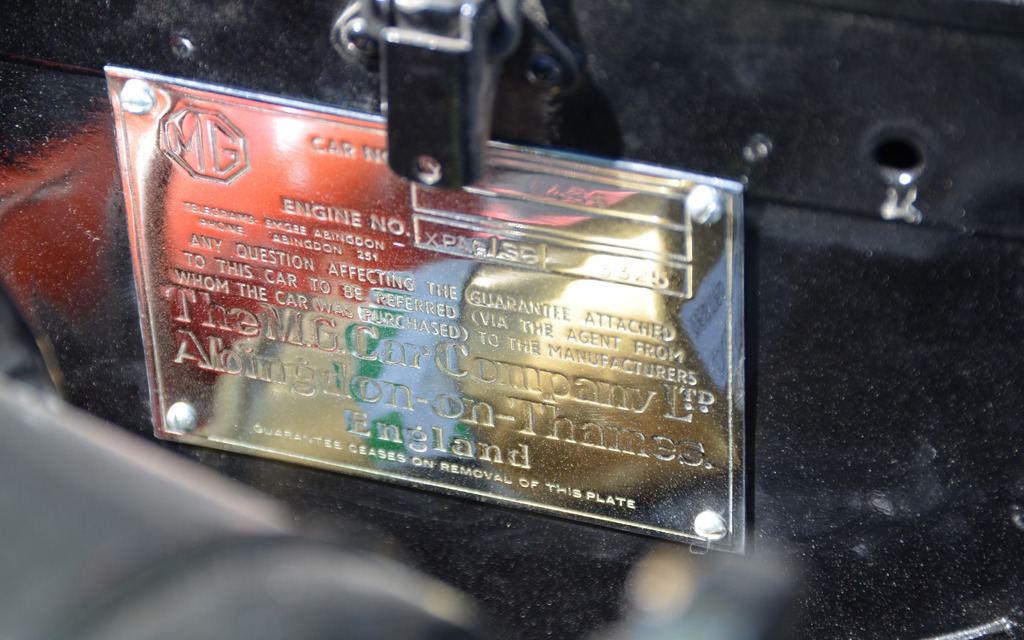 MG
CAR NO
ENGINE NO. XPAG/SC
TELEGRAMS: EMGEE ABINGDON
PHONE: ABINGDON 251
ANY QUESTION AFFECTING THE GUARANTEE ATTACHED
TO THIS CAR TO BE REFERRED (VIA THE AGENT FROM
WHOM THE CAR WAS PURCHASED) TO THE MANUFACTURERS
The M.G. Car Company LTD.
Abingdon-on-Thames.
England
GUARANTEE CEASES ON REMOVAL OF THIS PLATE